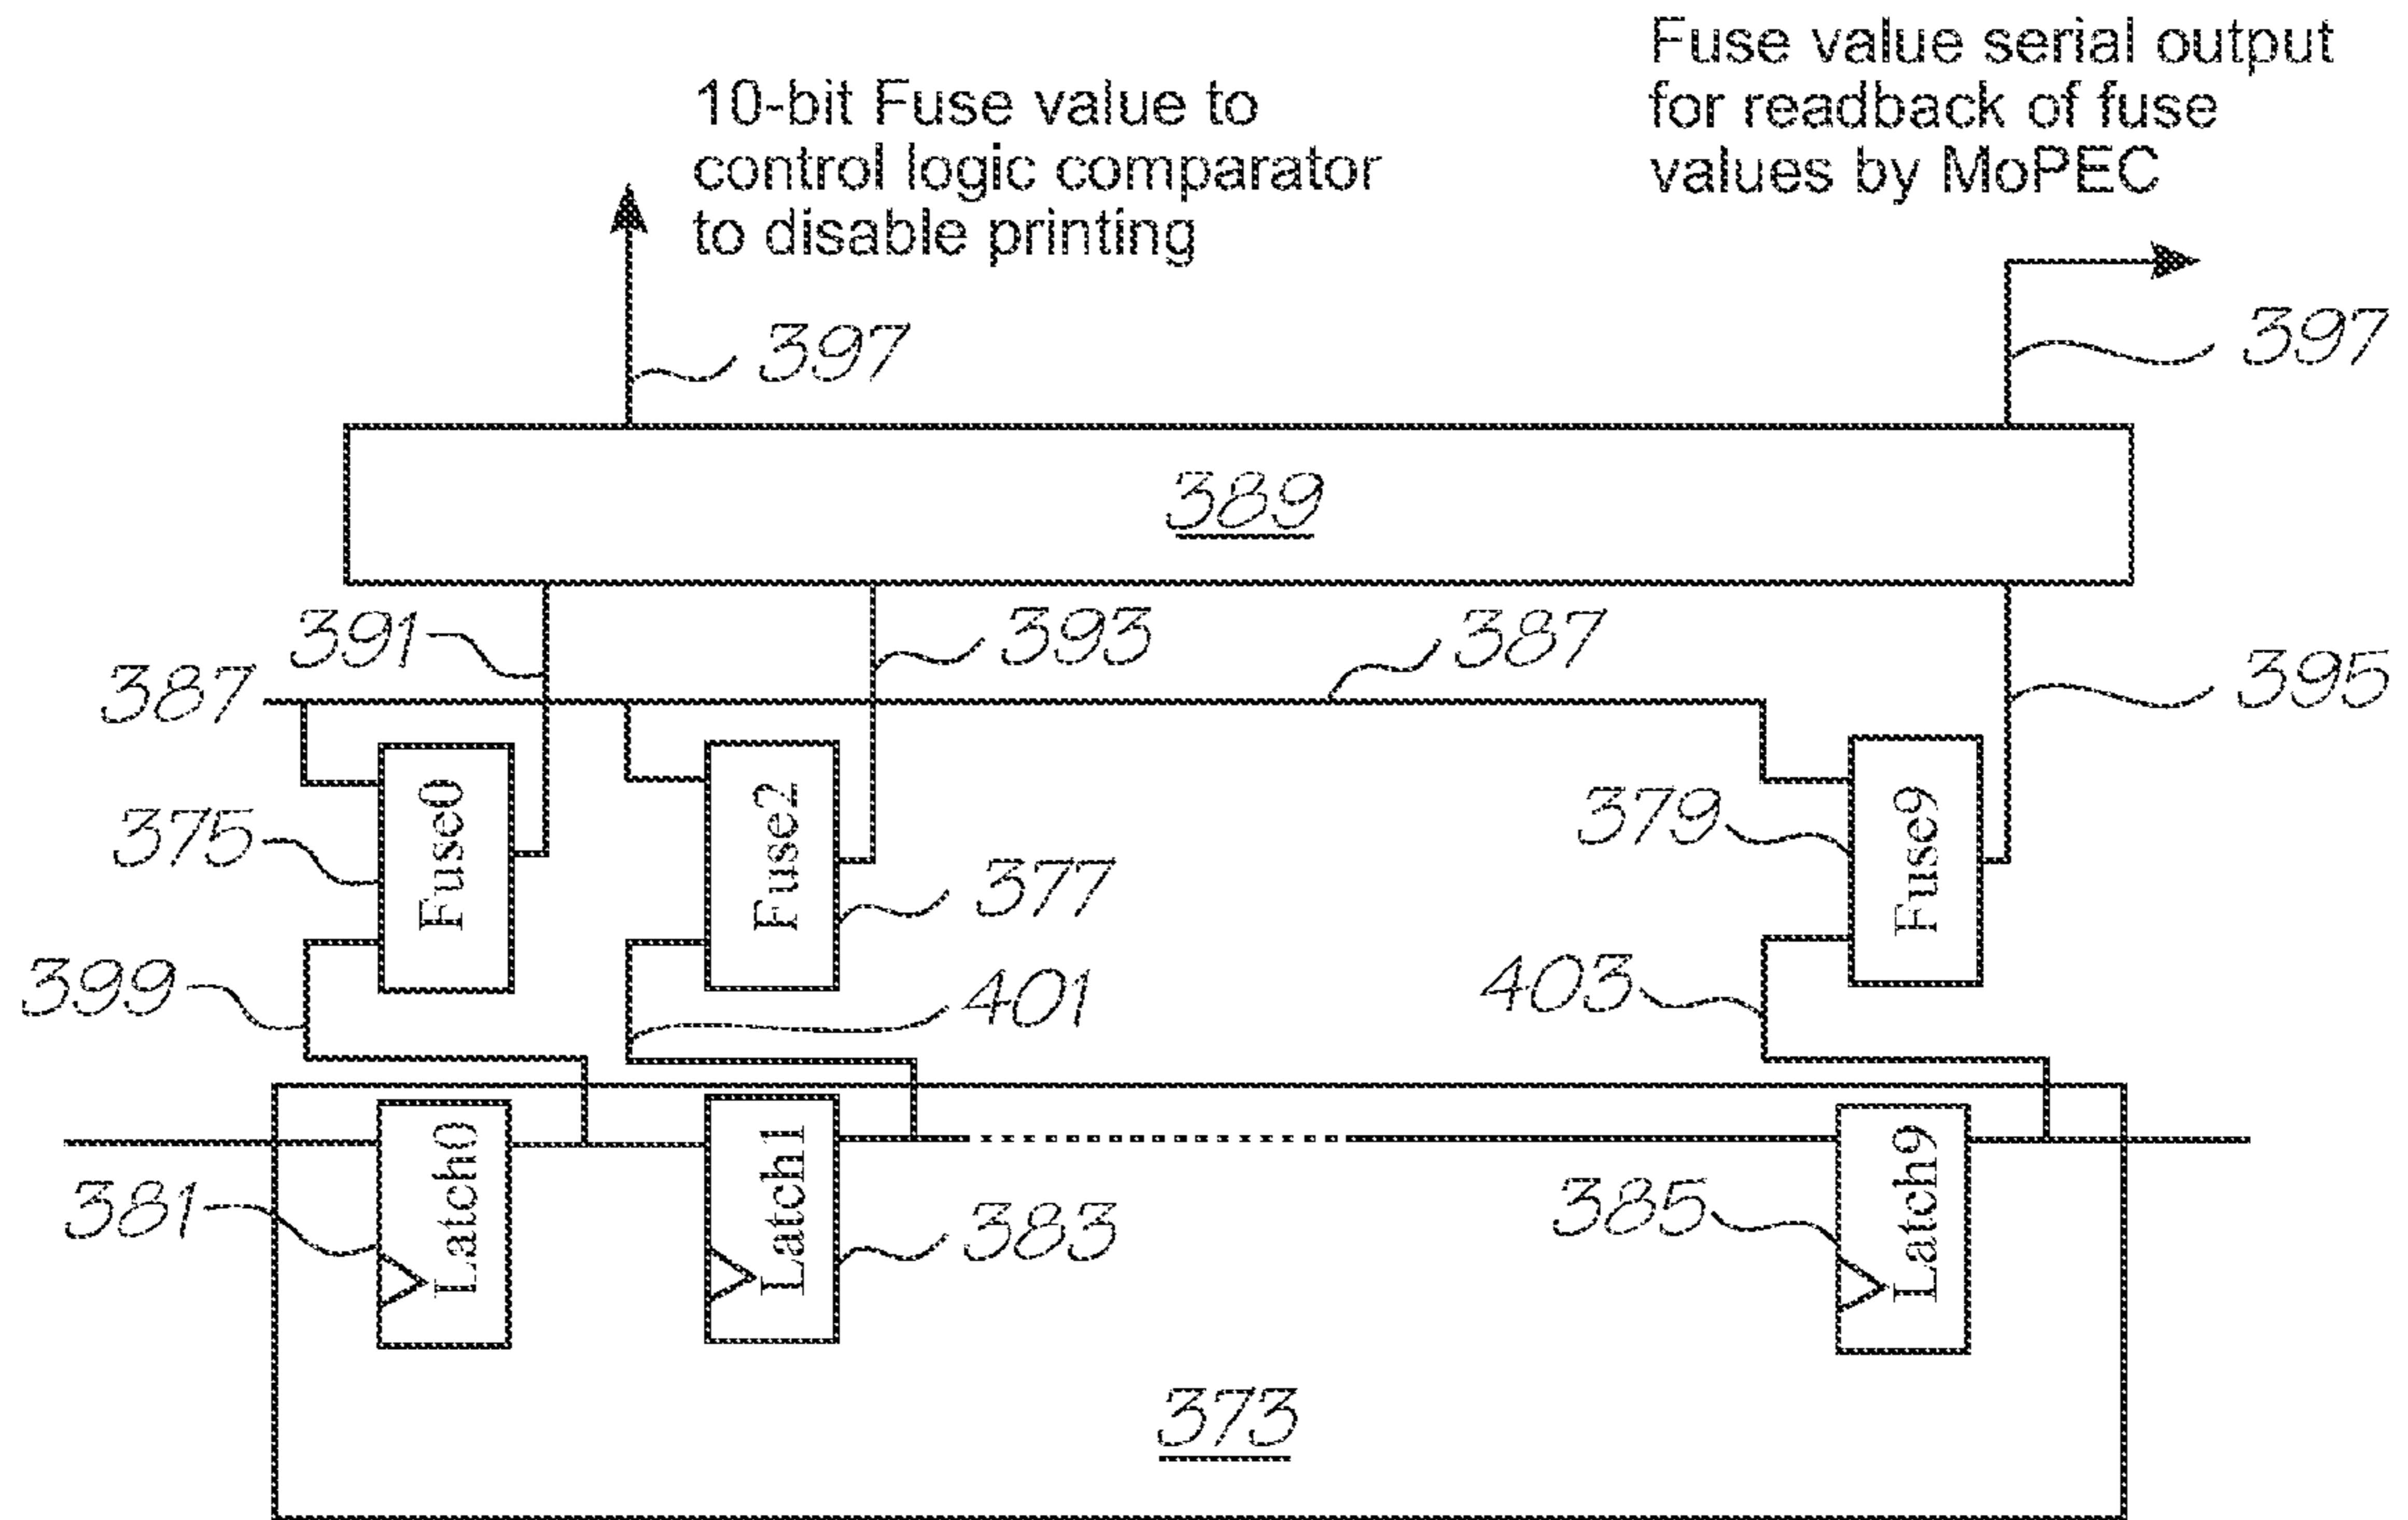 Fuse value serial output
for readback of fuse
values by MoPEC
10-bit Fuse value to
control logic comparator
to disable printing
397
397
389
391
393
387
387
395
375
Fuse0
Fuse2
377
379
Fuse9
399
401
403
381
Latch0
Latch1
383
385
Latch9
373